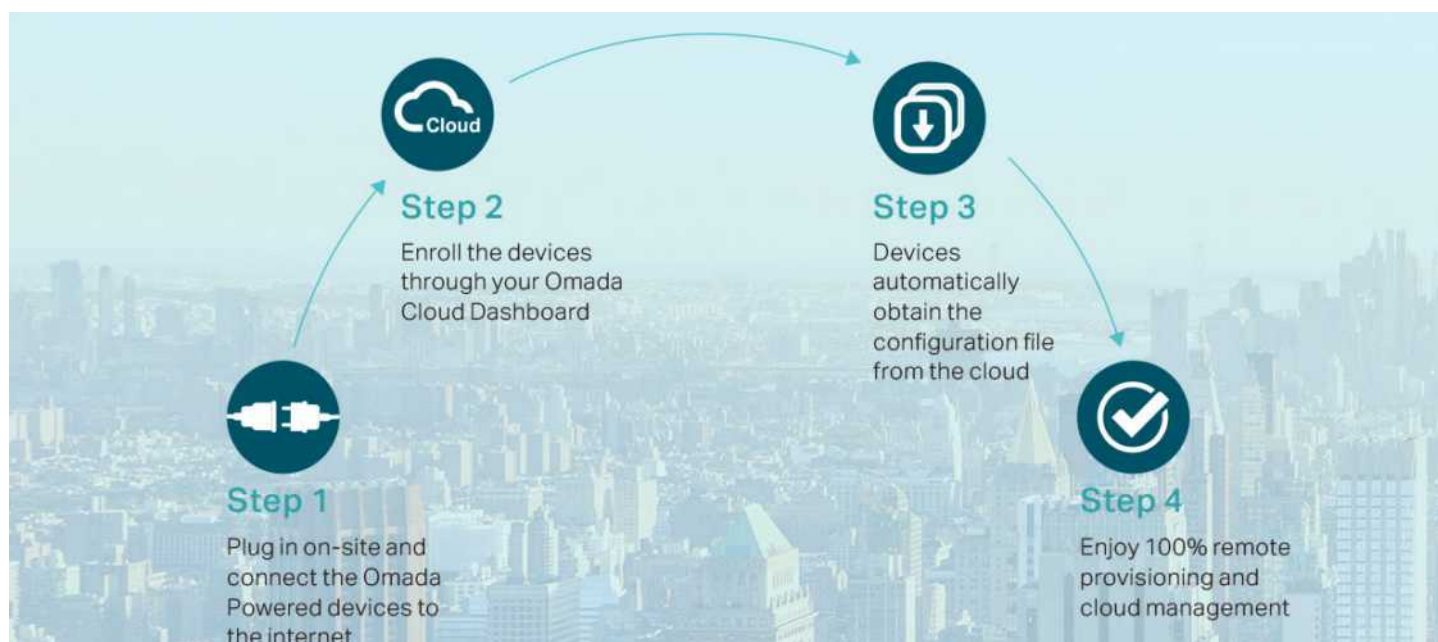 Cloud
Step 1
Plug in on-site and
connect the Omada
Powered devices to
the internet
Step 2
Enroll the devices
through your Omada
Cloud Dashboard
Step 3
Devices
automatically
obtain the
configuration file
from the cloud
Step 4
Enjoy 100% remote
provisioning and
cloud management